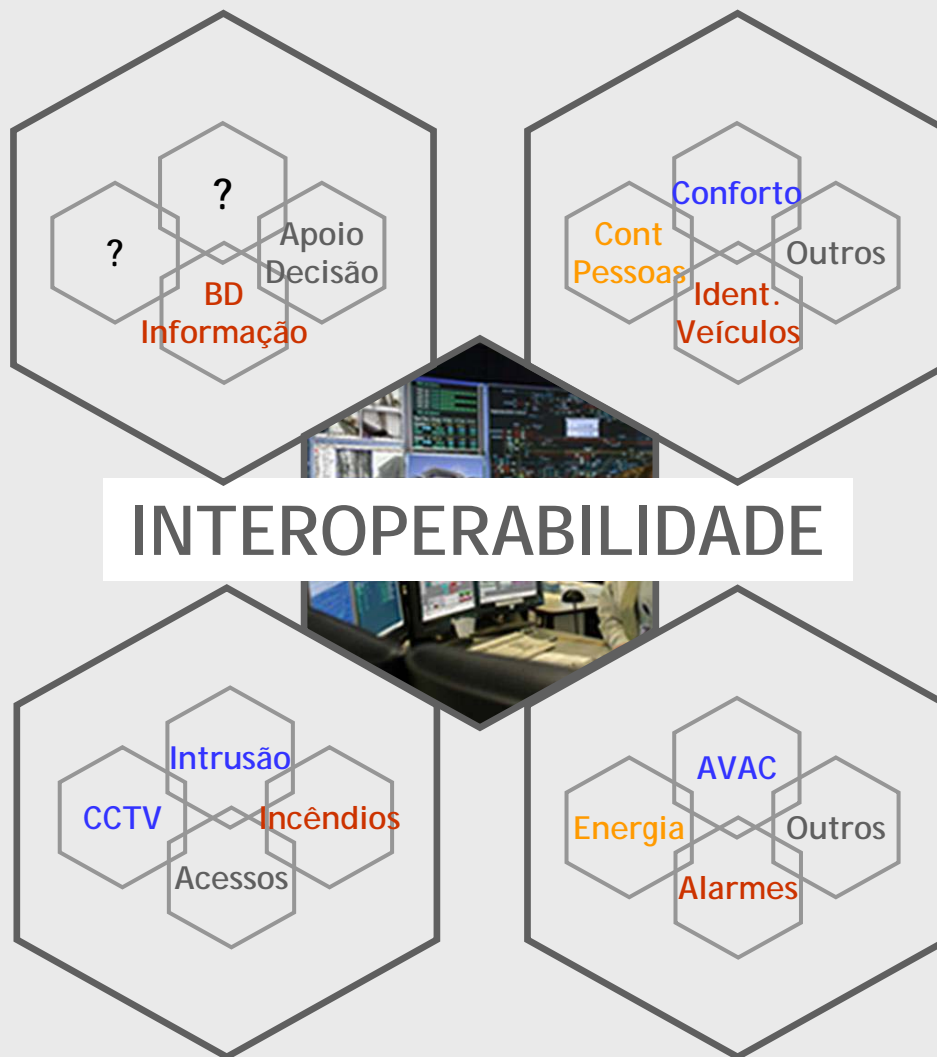 ?
?
Apoio
Decisão
BD
Informação
Conforto
Cont
Pessoas
Outros
Ident.
Veículos
INTEROPERABILIDADE
Intrusão
CCTV
Incêndios
Acessos
AVAC
Energia
Outros
Alarmes